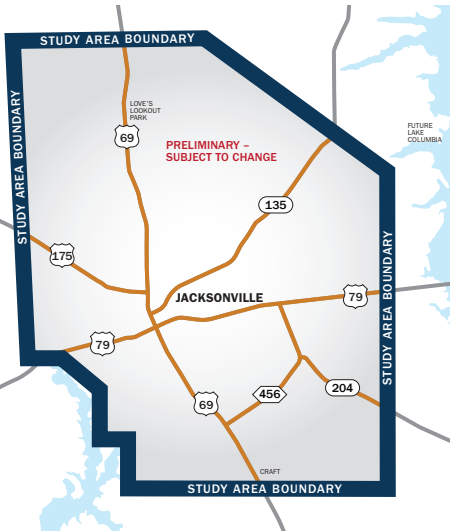 STUDY AREA BOUNDARY
LOVE'S
LOOKOUT
PARK
69
FUTURE
LAKE
COLUMBIA
PRELIMINARY –
SUBJECT TO CHANGE
STUDY AREA BOUNDARY
135
175
STUDY AREA BOUNDARY
JACKSONVILLE
79
79
69
456
204
CRAFT
STUDY AREA BOUNDARY